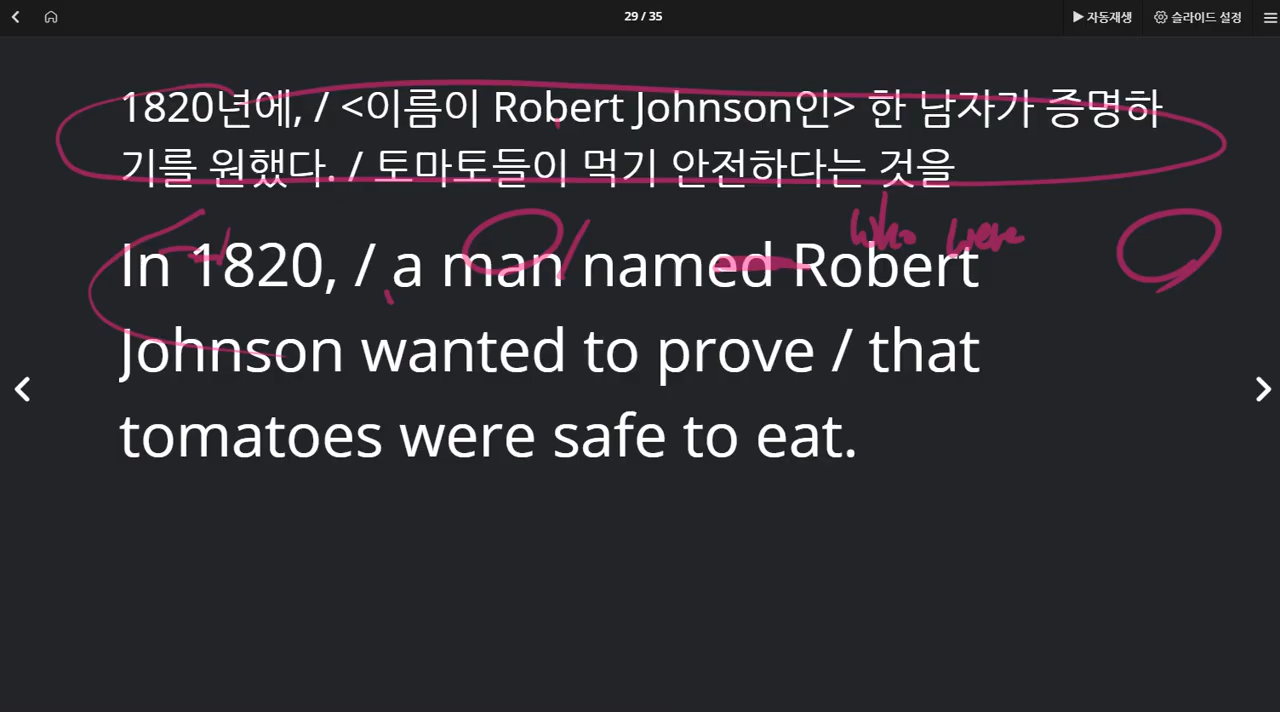 29 / 35
자동재생
슬라이드 설정
1820년에, / <이름이 Robert Johnson인> 한 남자가 증명하
기를 원했다. / 토마토들이 먹기 안전하다는 것을
who were
In 1820, / a man named Robert
Johnson wanted to prove / that
tomatoes were safe to eat.